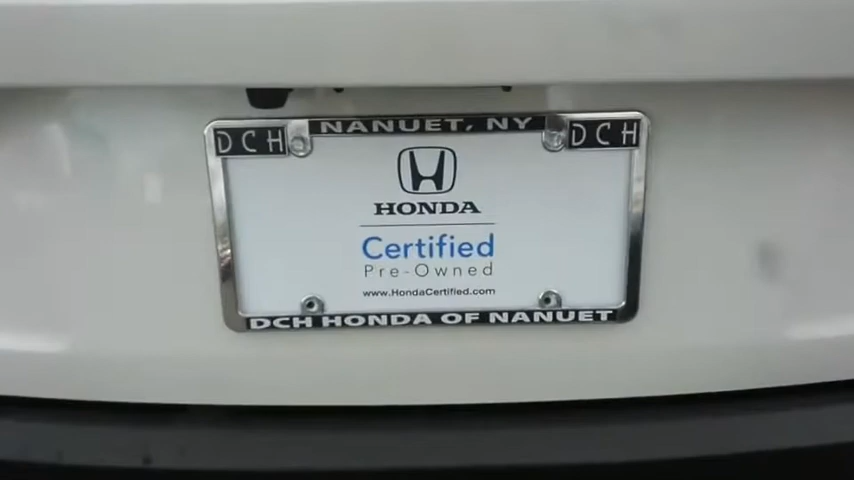 DCH NANUET, NY DCH
HONDA
Certified
Pre-Owned
www.HondaCertified.com
DCH HONDA OF NANUET